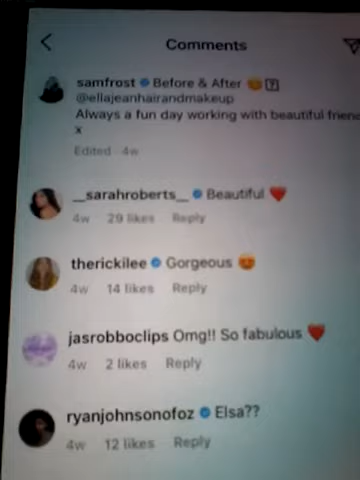 Comments
samfrost Before & After 😍?
@ellajeanhairandmakeup
Always a fun day working with beautiful frien
x
Edited · 4w
__sarahroberts__ Beautiful ❤️
4w 29 likes Reply
therickilee Gorgeous 😍
4w 14 likes Reply
jasrobboclips Omg!! So fabulous ❤️
4w 2 likes Reply
ryanjohnsonofoz Elsa??
4w 12 likes Reply